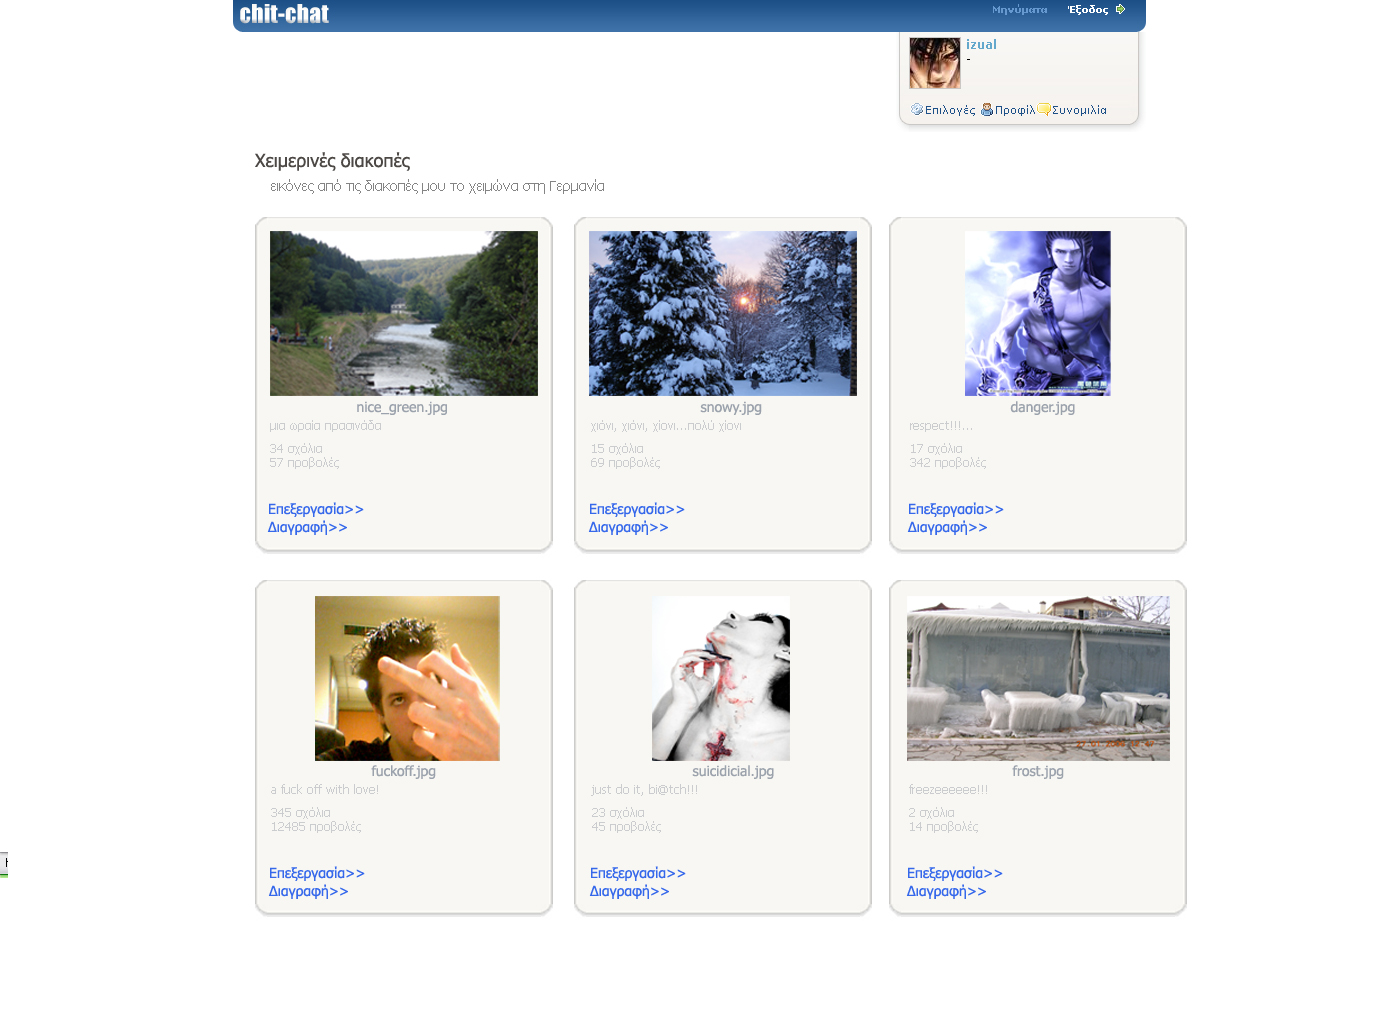 chit-chat
Μηνύματα Έξοδος
izual
-
Επιλογές Προφίλ Συνομιλία
Χειμερινές διακοπές
εικόνες από τις διακοπές μου το χειμώνα στη Γερμανία
nice_green.jpg
μια ωραία πρασινάδα
34 σχόλια
57 προβολές
Επεξεργασία>>
Διαγραφή>>
snowy.jpg
χιόνι, χιόνι, χίονι...πολύ χίονι
15 σχόλια
69 προβολές
Επεξεργασία>>
Διαγραφή>>
danger.jpg
respect!!!...
17 σχόλια
342 προβολές
Επεξεργασία>>
Διαγραφή>>
fuckoff.jpg
a fuck off with love!
345 σχόλια
12485 προβολές
Επεξεργασία>>
Διαγραφή>>
suicidicial.jpg
just do it, bi@tch!!!
23 σχόλια
45 προβολές
Επεξεργασία>>
Διαγραφή>>
frost.jpg
freezeeeeee!!!
2 σχόλια
14 προβολές
Επεξεργασία>>
Διαγραφή>>